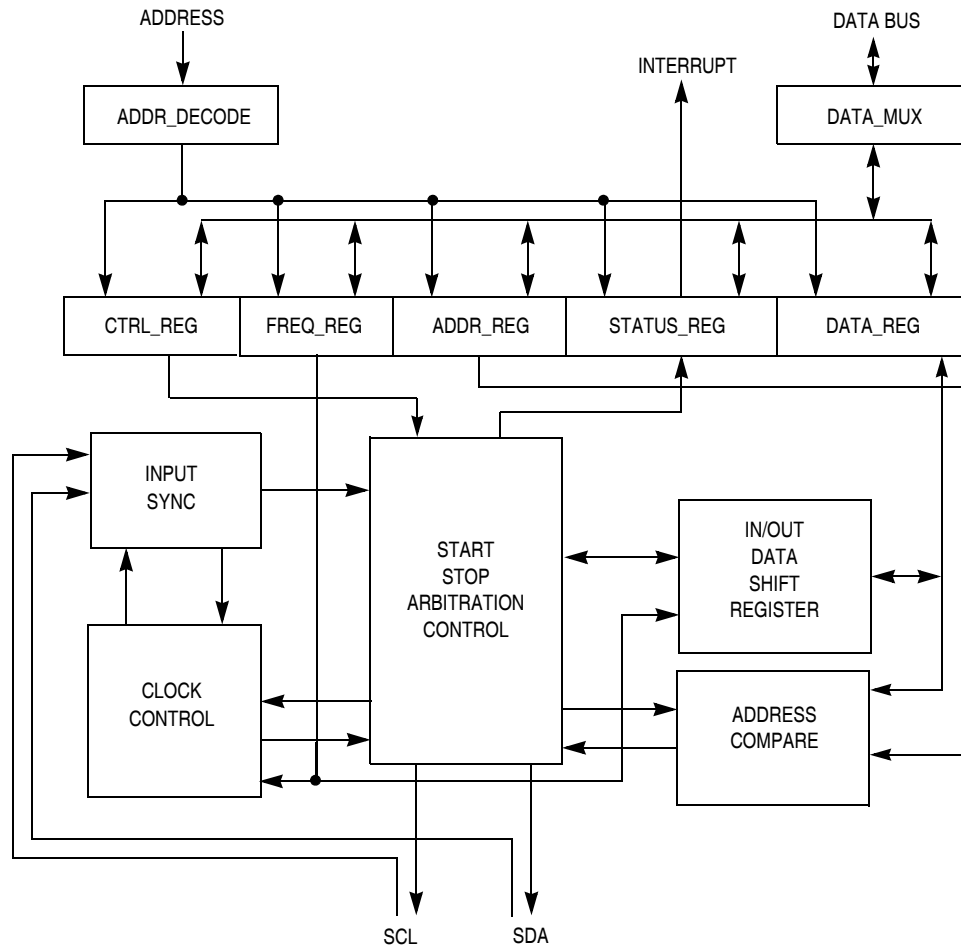 ADDRESS
DATA BUS
INTERRUPT
ADDR_DECODE
DATA_MUX
CTRL_REG
FREQ_REG
ADDR_REG
STATUS_REG
DATA_REG
INPUT
SYNC
START
STOP
ARBITRATION
CONTROL
IN/OUT
DATA
SHIFT
REGISTER
CLOCK
CONTROL
ADDRESS
COMPARE
SCL
SDA